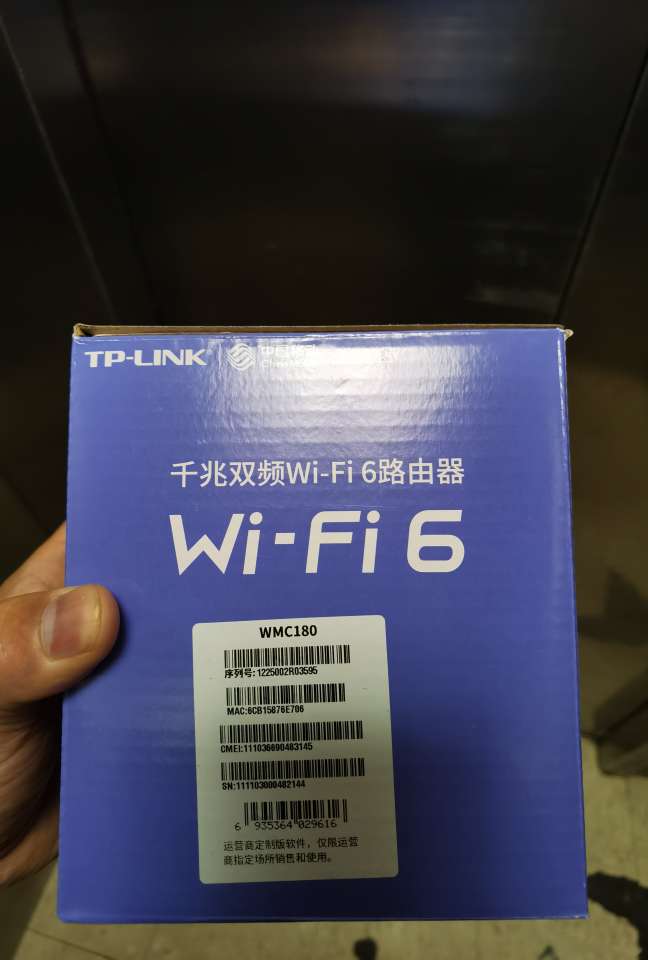 TP-LINK
千兆双频Wi-Fi 6路由器
Wi-Fi 6
WMC180
序列号:1225002R03595
MAC:6CB15876E706
CMEI:111036690483145
SN:111103000482144
6 935364 029616
运营商定制版软件，仅限运营
商指定场所销售和使用。